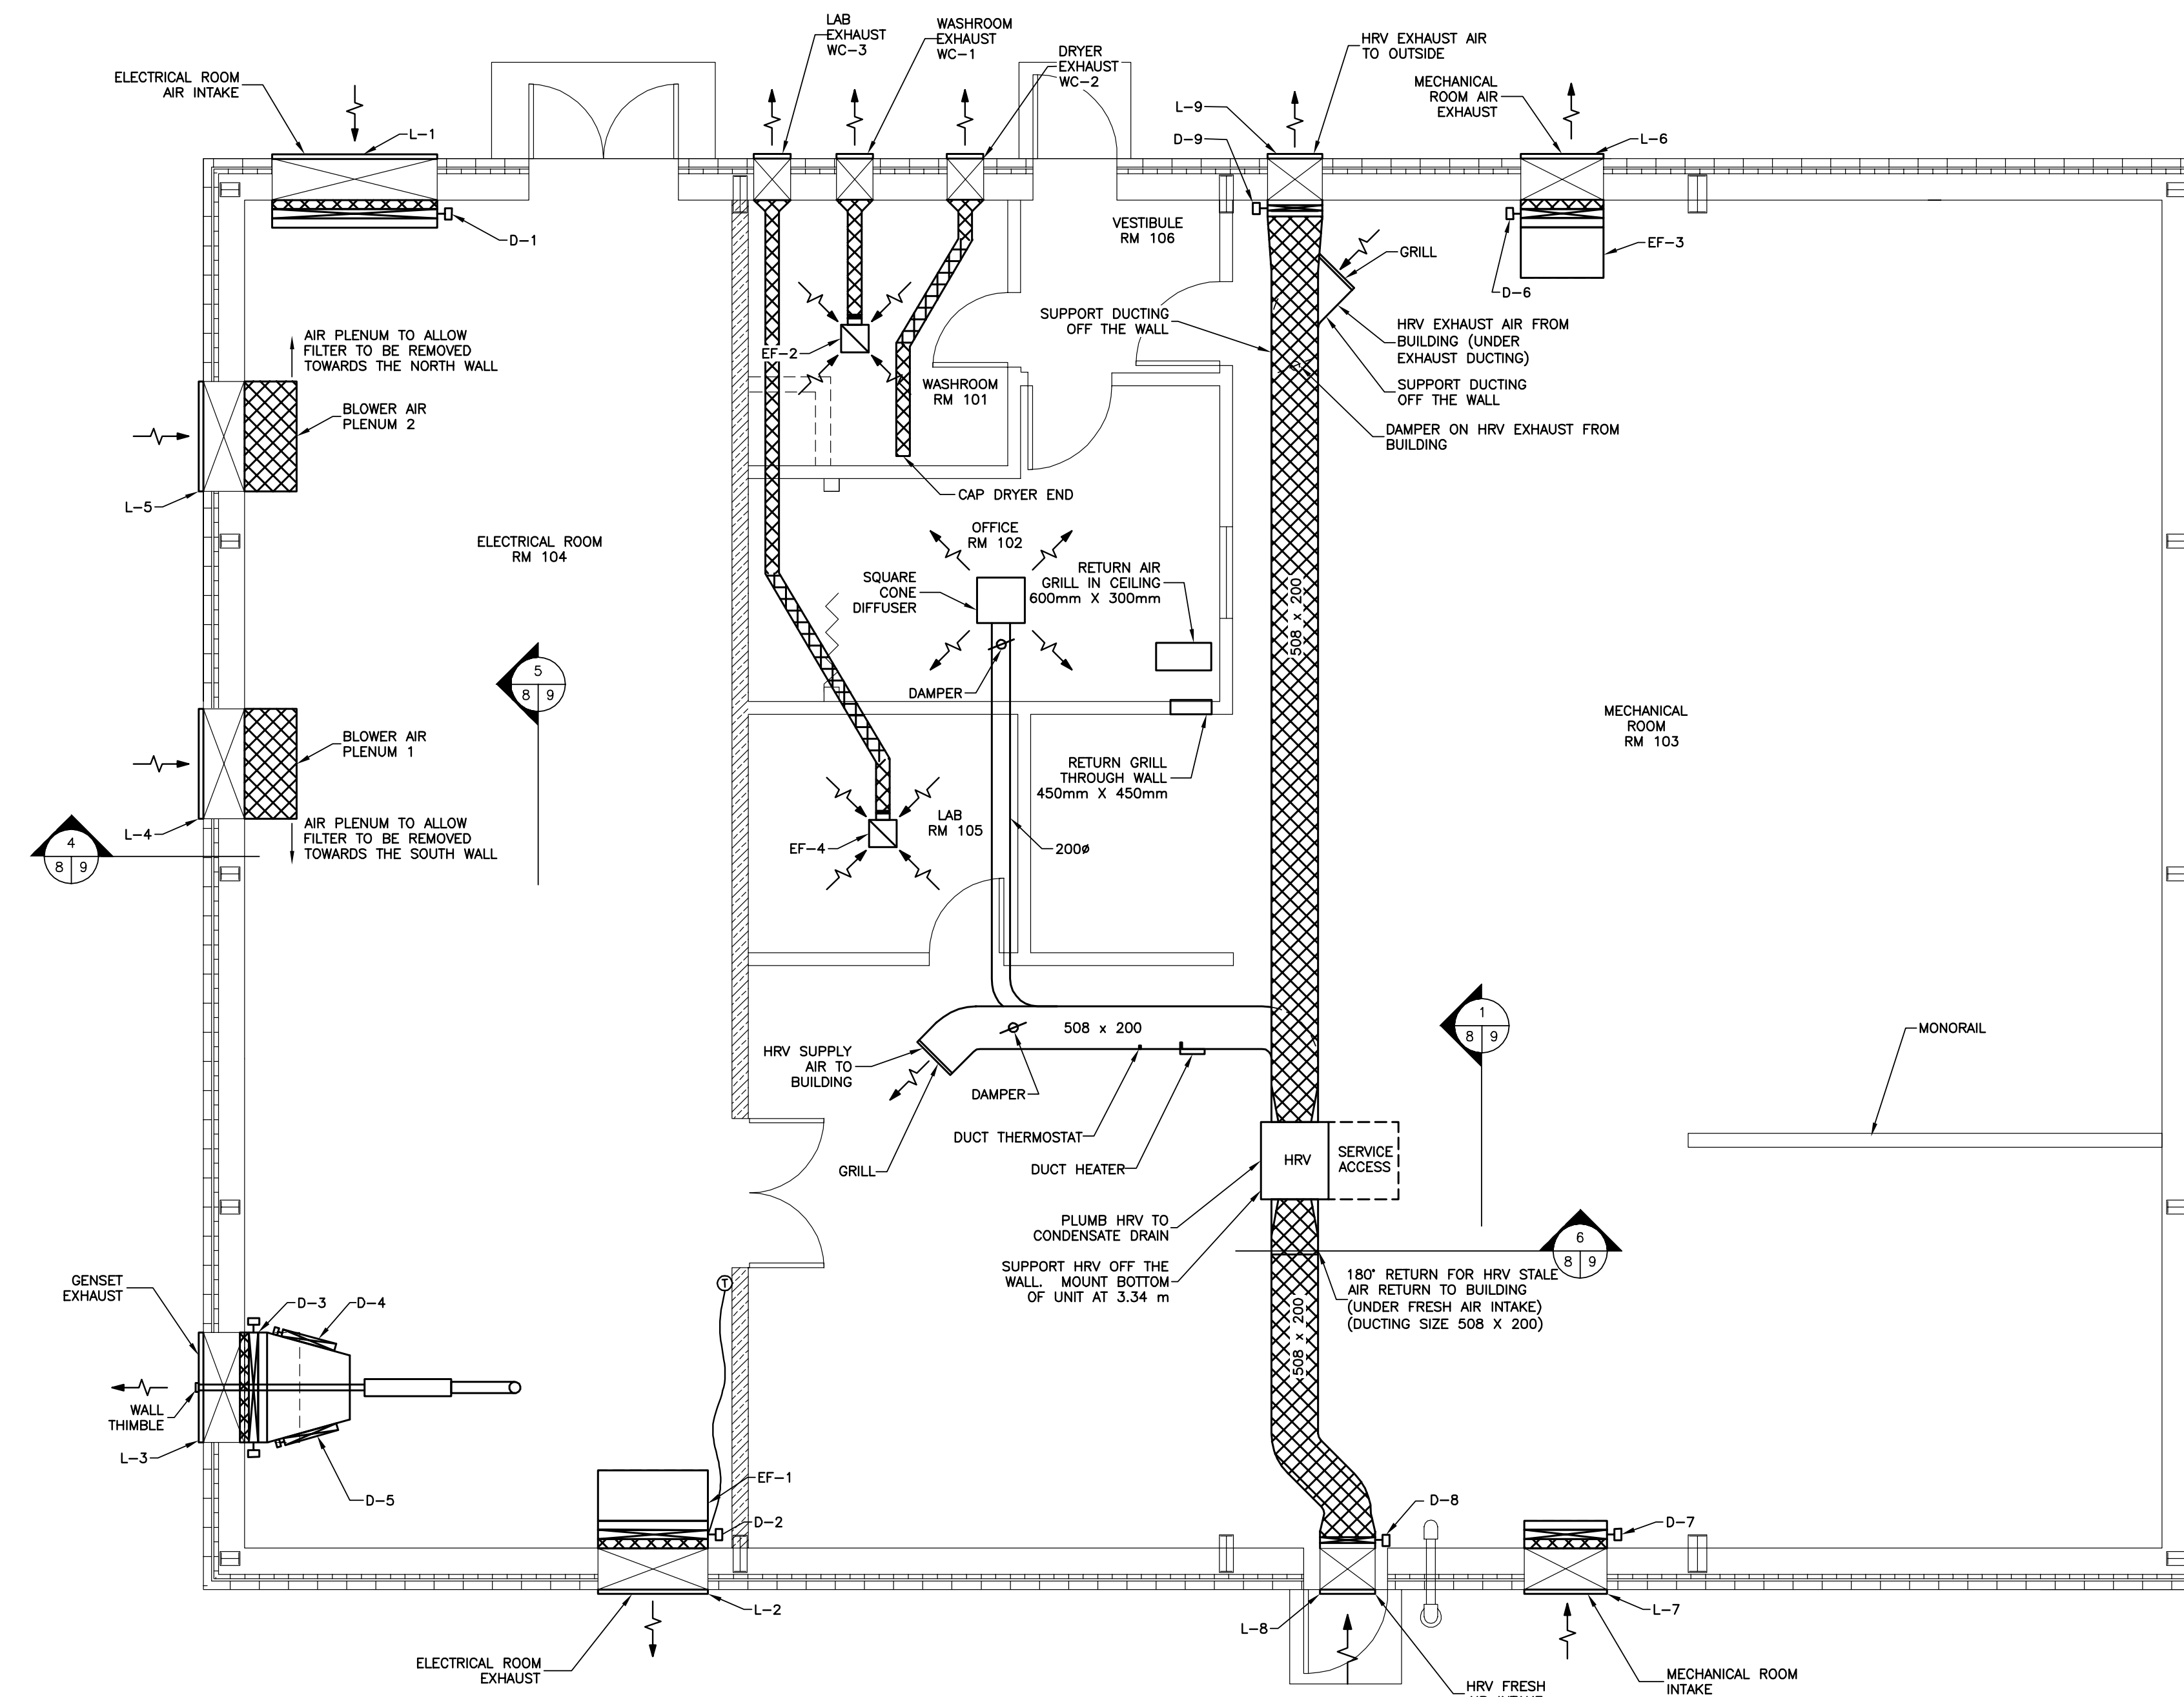 LAB
EXHAUST
WC-3
WASHROOM
EXHAUST
WC-1
DRYER
EXHAUST
WC-2
HRV EXHAUST AIR
TO OUTSIDE
MECHANICAL
ROOM AIR
EXHAUST
ELECTRICAL ROOM
AIR INTAKE
L-1
L-9
D-9
L-6
D-1
VESTIBULE
RM 106
GRILL
EF-3
D-6
SUPPORT DUCTING
OFF THE WALL
HRV EXHAUST AIR FROM
BUILDING (UNDER
EXHAUST DUCTING)
SUPPORT DUCTING
OFF THE WALL
DAMPER ON HRV EXHAUST FROM
BUILDING
AIR PLENUM TO ALLOW
FILTER TO BE REMOVED
TOWARDS THE NORTH WALL
BLOWER AIR
PLENUM 2
L-5
EF-2
WASHROOM
RM 101
CAP DRYER END
ELECTRICAL ROOM
RM 104
OFFICE
RM 102
SQUARE
CONE
DIFFUSER
RETURN AIR
GRILL IN CEILING
600mm X 300mm
508 x 200
DAMPER
5
8 9
MECHANICAL
ROOM
RM 103
BLOWER AIR
PLENUM 1
L-4
AIR PLENUM TO ALLOW
FILTER TO BE REMOVED
TOWARDS THE SOUTH WALL
4
8 9
RETURN GRILL
THROUGH WALL
450mm X 450mm
LAB
RM 105
EF-4
200ø
508 x 200
1
8 9
MONORAIL
HRV SUPPLY
AIR TO
BUILDING
DAMPER
DUCT THERMOSTAT
DUCT HEATER
GRILL
HRV
SERVICE
ACCESS
PLUMB HRV TO
CONDENSATE DRAIN
SUPPORT HRV OFF THE
WALL. MOUNT BOTTOM
OF UNIT AT 3.34 m
6
8 9
180° RETURN FOR HRV STALE
AIR RETURN TO BUILDING
(UNDER FRESH AIR INTAKE)
(DUCTING SIZE 508 X 200)
508 x 200
T
GENSET
EXHAUST
D-3
D-4
WALL
THIMBLE
L-3
D-5
EF-1
D-2
L-2
ELECTRICAL ROOM
EXHAUST
D-8
D-7
L-8
L-7
HRV FRESH
MECHANICAL ROOM
INTAKE